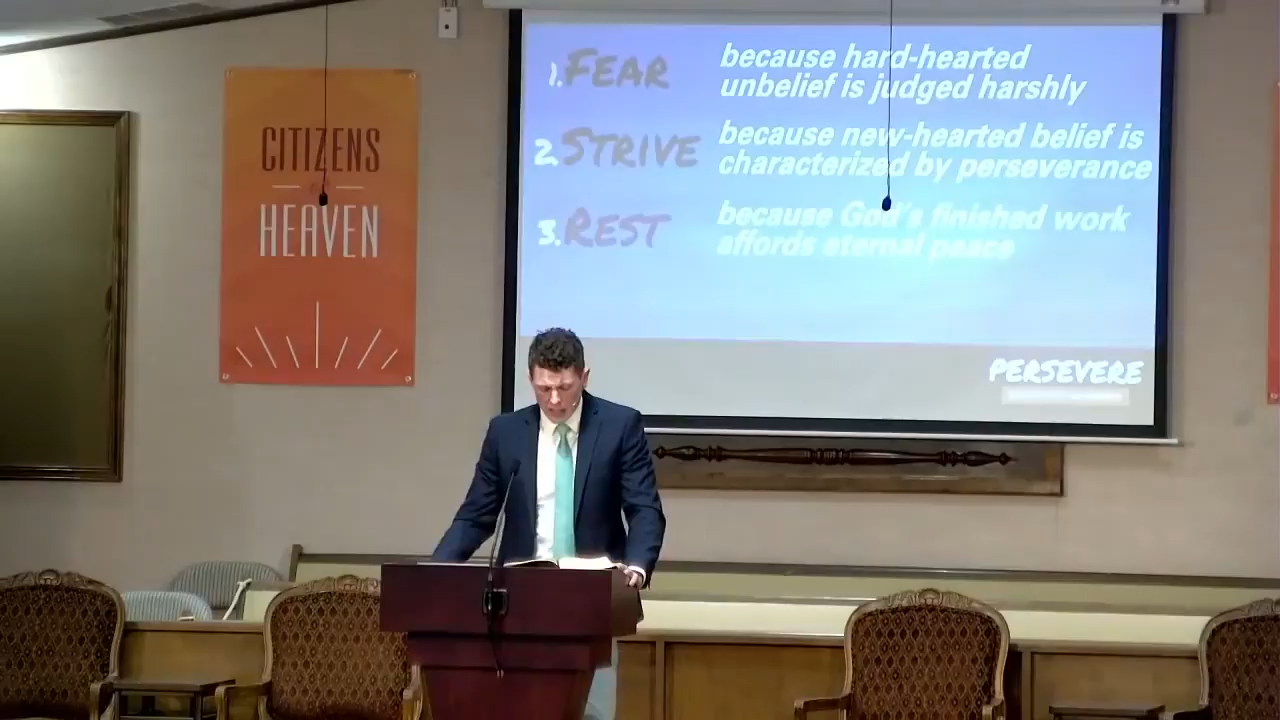 CITIZENS
HEAVEN
1. FEAR
because hard-hearted
unbelief is judged harshly
2. STRIVE
because new-hearted belief is
characterized by perseverance
3. REST
because God's finished work
affords eternal peace
PERSEVERE